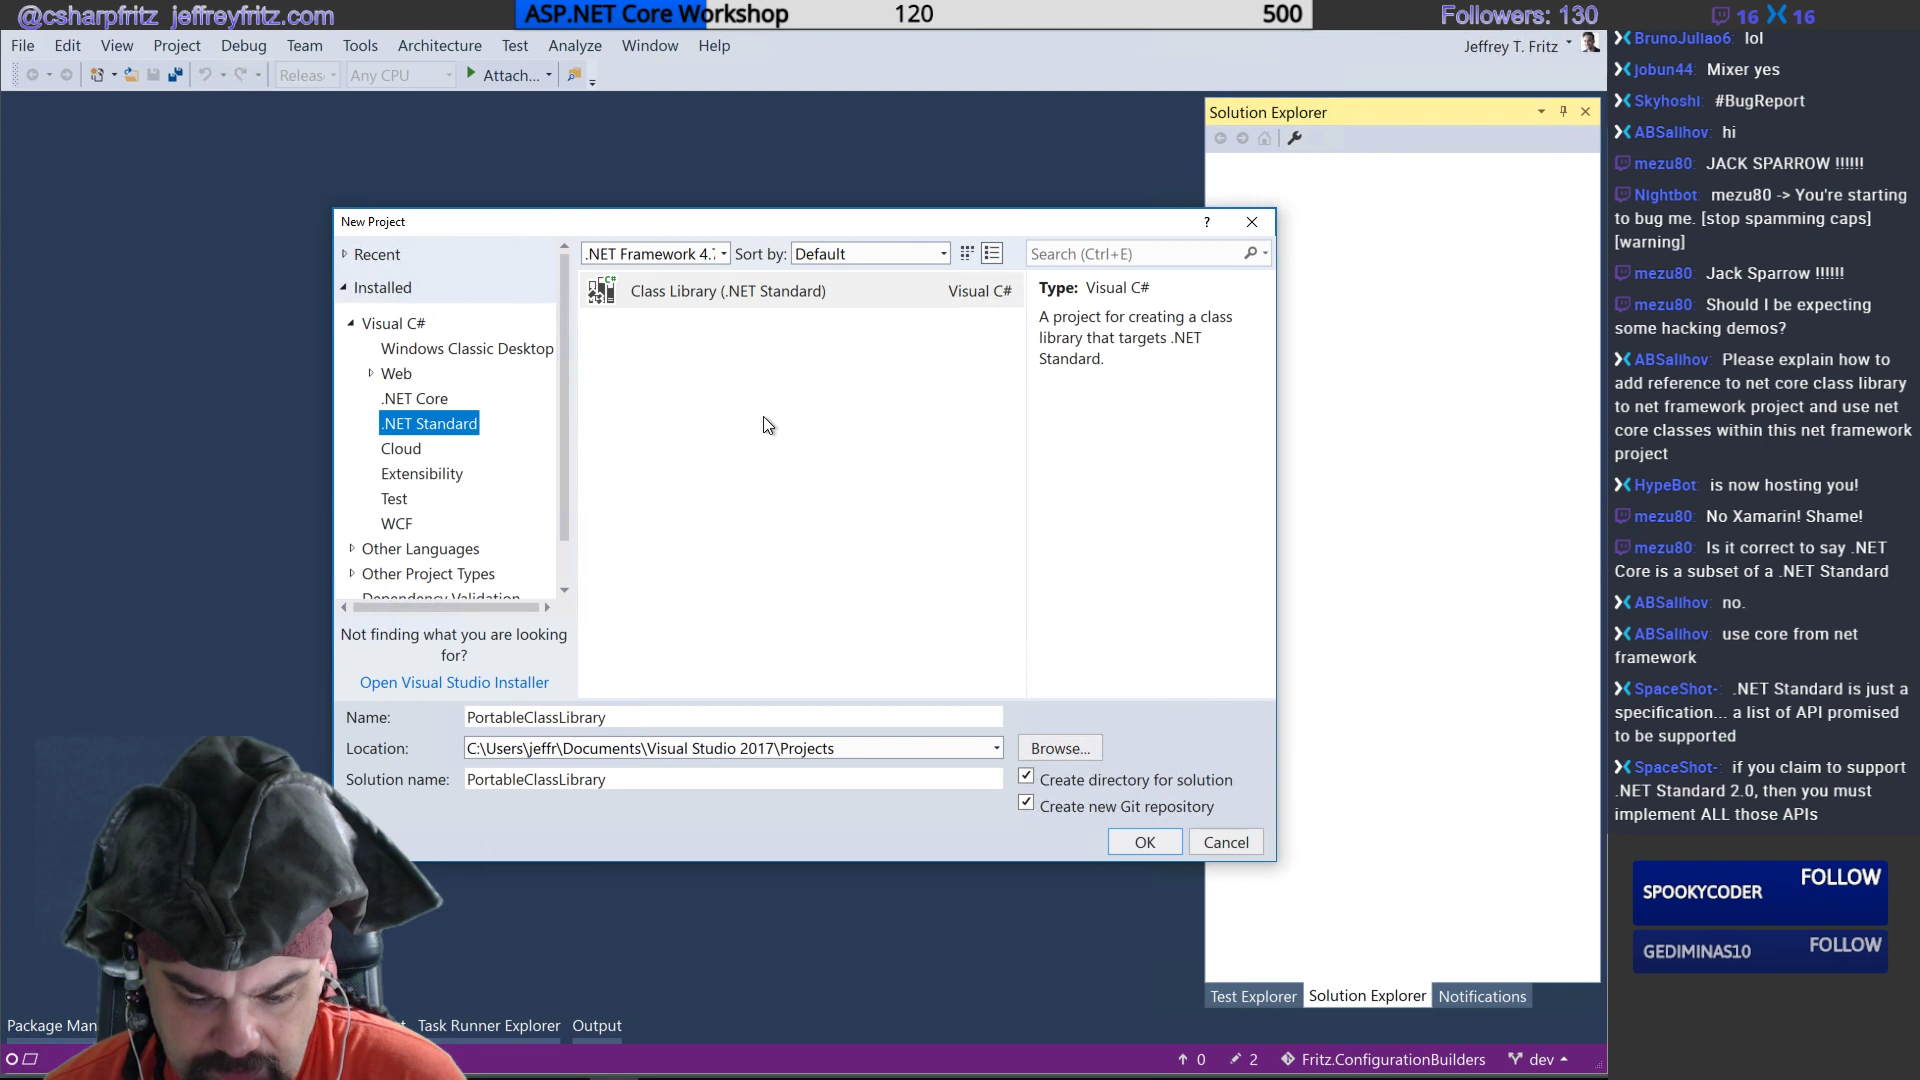 @csharpfritz jeffreyfritz.com
ASP.NET Core Workshop 120 500
Followers: 130
16 16
File Edit View Project Debug Team Tools Architecture Test Analyze Window Help
Jeffrey T. Fritz
Releas Any CPU Attach...
Solution Explorer
New Project
?
Recent
Installed
Visual C#
Windows Classic Desktop
Web
.NET Core
.NET Standard
Cloud
Extensibility
Test
WCF
Other Languages
Other Project Types
Dependency Validation
Not finding what you are looking
for?
Open Visual Studio Installer
.NET Framework 4.7 Sort by: Default
Search (Ctrl+E)
C#
Class Library (.NET Standard) Visual C#
Type: Visual C#
A project for creating a class
library that targets .NET
Standard.
Name: PortableClassLibrary
Location: C:\Users\jeffr\Documents\Visual Studio 2017\Projects
Browse...
Solution name: PortableClassLibrary
Create directory for solution
Create new Git repository
OK Cancel
Test Explorer Solution Explorer Notifications
Package Man
Task Runner Explorer Output
0 2 Fritz.ConfigurationBuilders dev
BrunoJuliao6: lol
jobun44: Mixer yes
Skyhoshi: #BugReport
ABSalihov: hi
mezu80: JACK SPARROW !!!!!!
Nightbot: mezu80 -> You're starting
to bug me. [stop spamming caps]
[warning]
mezu80: Jack Sparrow !!!!!!
mezu80: Should I be expecting
some hacking demos?
ABSalihov: Please explain how to
add reference to net core class library
to net framework project and use net
core classes within this net framework
project
HypeBot: is now hosting you!
mezu80: No Xamarin! Shame!
mezu80: Is it correct to say .NET
Core is a subset of a .NET Standard
ABSalihov: no.
ABSalihov: use core from net
framework
SpaceShot-: .NET Standard is just a
specification... a list of API promised
to be supported
SpaceShot-: if you claim to support
.NET Standard 2.0, then you must
implement ALL those APIs
SPOOKYCODER FOLLOW
GEDIMINAS10 FOLLOW